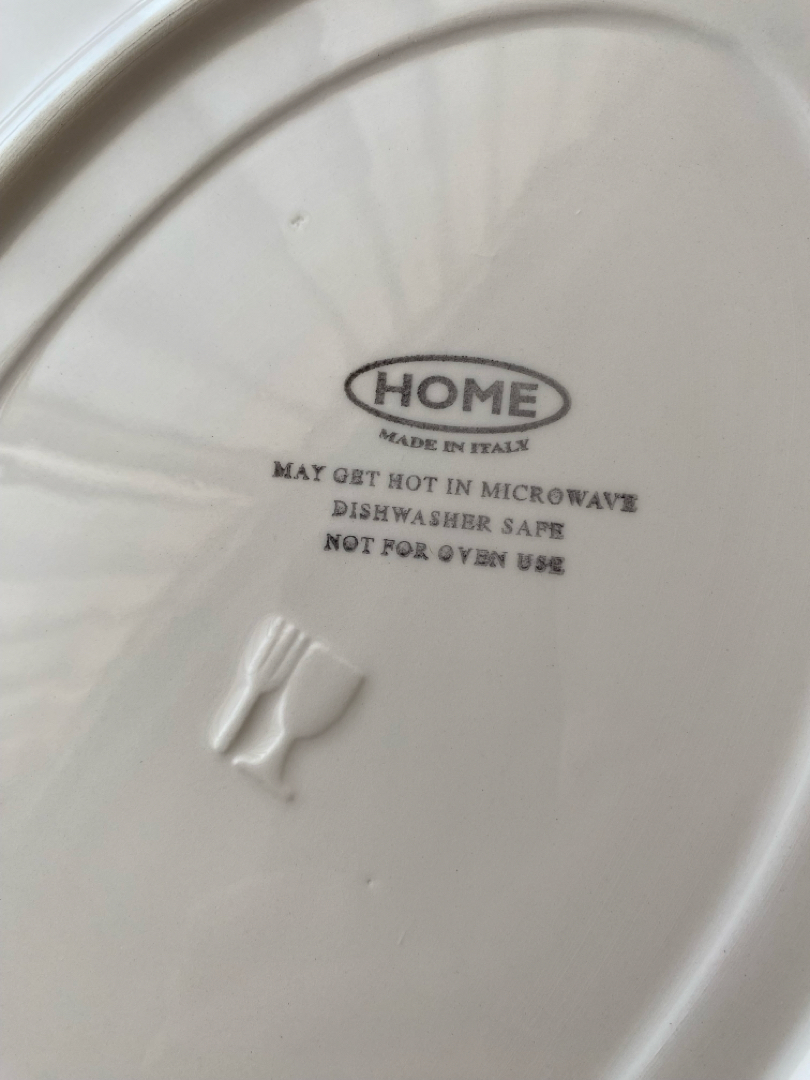 HOME
MADE IN ITALY
MAY GET HOT IN MICROWAVE
DISHWASHER SAFE
NOT FOR OVEN USE